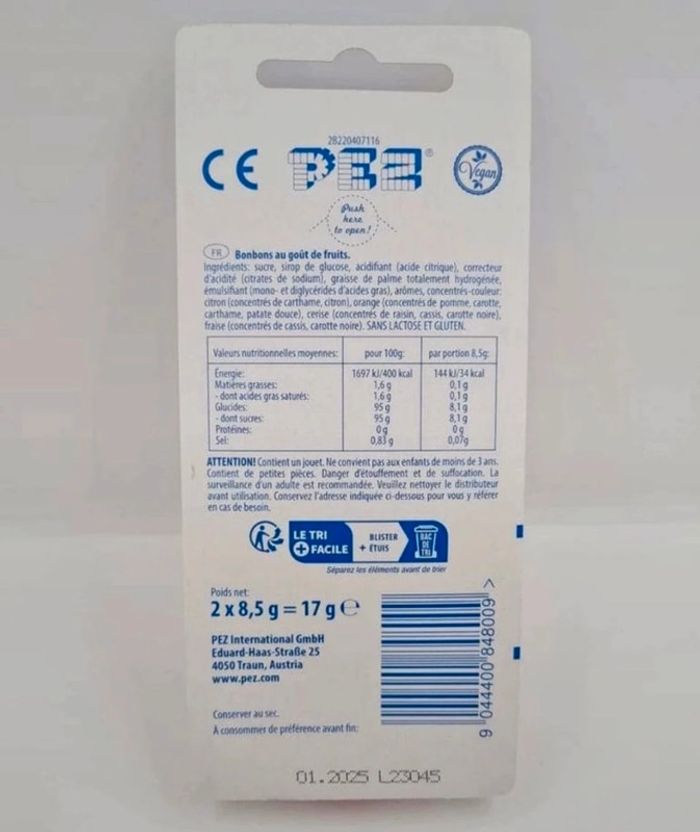 28220407116
CE PEZ® Vegan
Push
here
to open!
FR Bonbons au goût de fruits.
Ingrédients: sucre, sirop de glucose, acidifiant (acide citrique), correcteur
d'acidité (citrates de sodium), graisse de palme totalement hydrogénée,
émulsifiant (mono- et diglycérides d'acides gras), arômes, concentrés-couleur:
citron (concentrés de carthame, citron), orange (concentrés de pomme, carotte,
carthame, patate douce), cerise (concentrés de raisin, cassis, carotte noire),
fraise (concentrés de cassis, carotte noire). SANS LACTOSE ET GLUTEN.
Valeurs nutritionnelles moyennes: pour 100g: par portion 8,5g:
Énergie: 1697 kJ/400 kcal 144 kJ/34 kcal
Matières grasses: 1,6 g 0,1 g
- dont acides gras saturés: 1,6 g 0,1 g
Glucides: 95 g 8,1 g
- dont sucres: 95 g 8,1 g
Protéines: 0 g 0 g
Sel: 0,83 g 0,07g
ATTENTION! Contient un jouet. Ne convient pas aux enfants de moins de 3 ans.
Contient de petites pièces. Danger d'étouffement et de suffocation. La
surveillance d'un adulte est recommandée. Veuillez nettoyer le distributeur
avant utilisation. Conservez l'adresse indiquée ci-dessous pour vous y référer
en cas de besoin.
LE TRI
+ FACILE
BLISTER
+ ÉTUIS
BAC
DE
TRI
Séparez les éléments avant de trier
Poids net:
2 x 8,5 g = 17 g e
PEZ International GmbH
Eduard-Haas-Straße 25
4050 Traun, Austria
www.pez.com
9 044400 848009 >
Conserver au sec.
À consommer de préférence avant fin:
01.2025 L23045